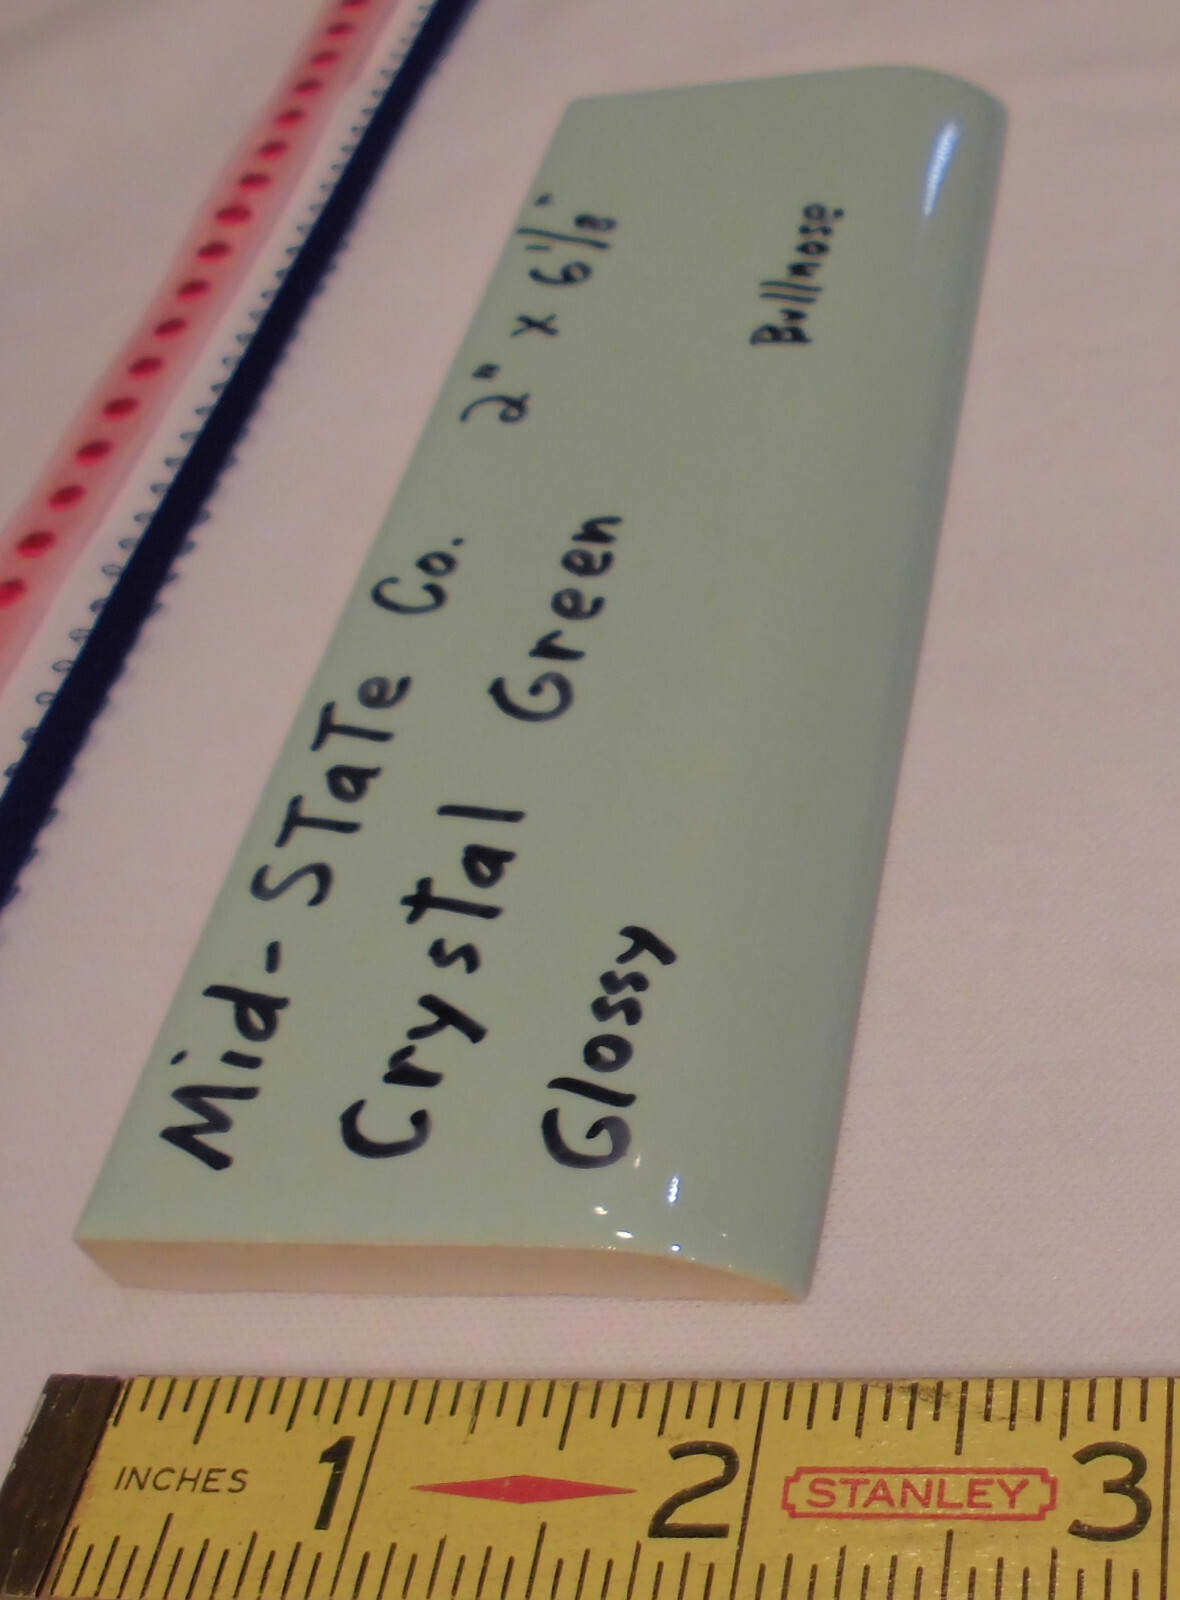 Mid-STaTe Co. 2" x 6 1/8"
Crystal Green
Glossy
Bullnose
INCHES 1 2 STANLEY 3